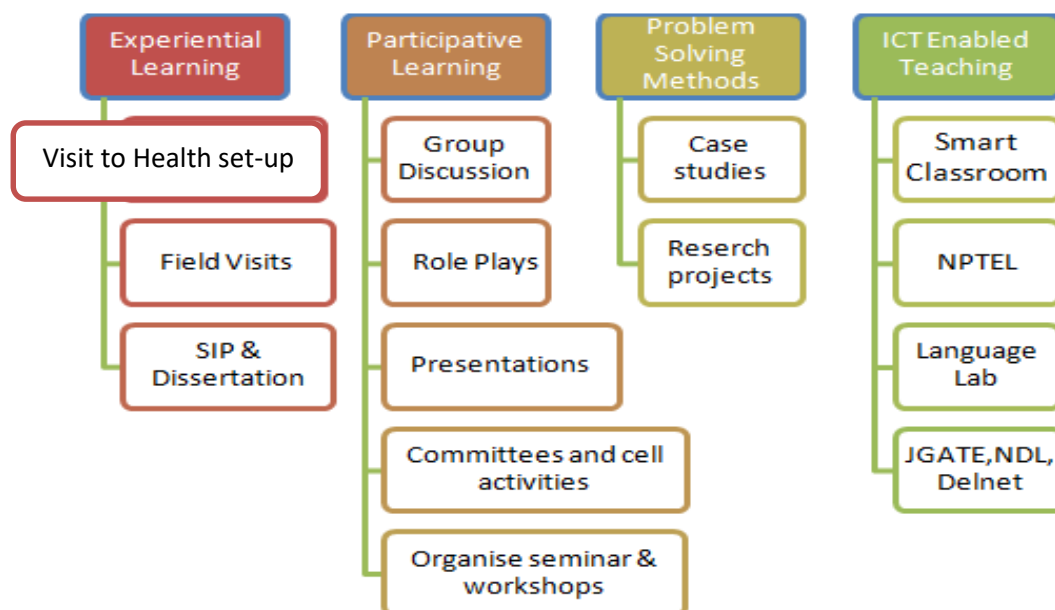 Experiential
Learning
Visit to Health set-up
Field Visits
SIP &
Dissertation
Participative
Learning
Group
Discussion
Role Plays
Presentations
Committees and cell
activities
Organise seminar &
workshops
Problem
Solving
Methods
Case
studies
Reserch
projects
ICT Enabled
Teaching
Smart
Classroom
NPTEL
Language
Lab
JGATE,NDL,
Delnet